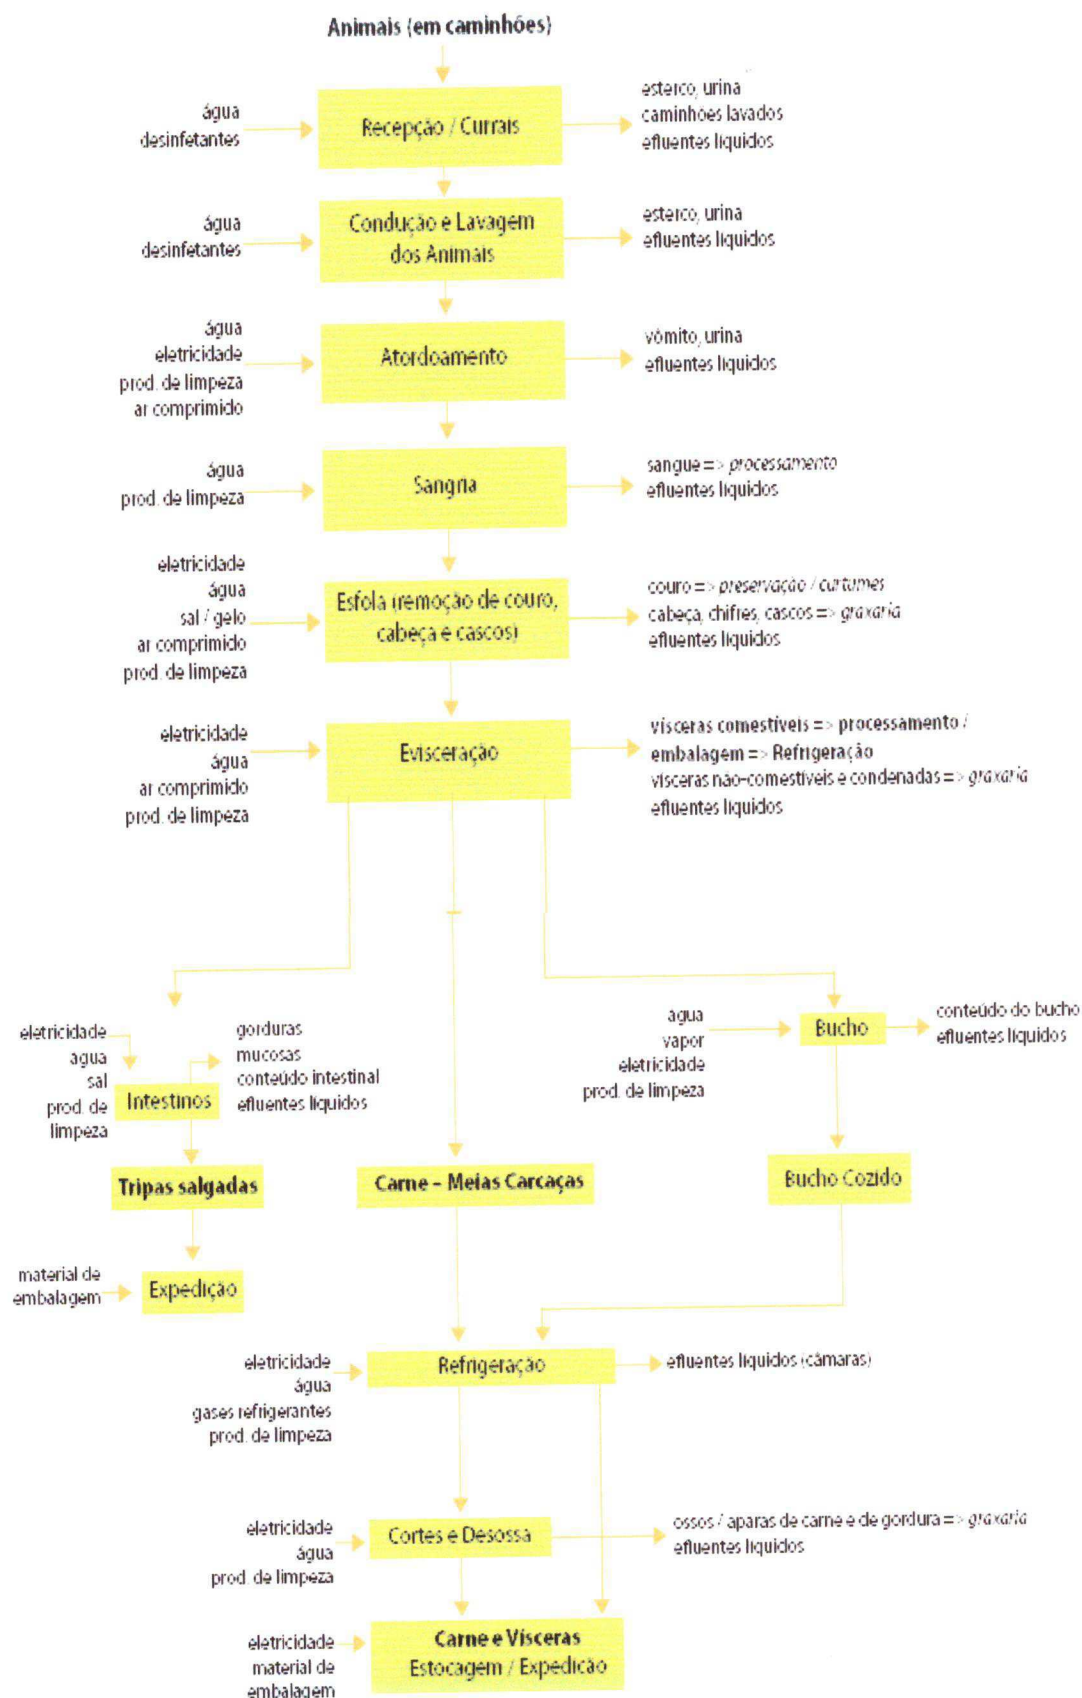 Animais (em caminhões)
água
desinfetantes
Recepção / Currais
esterco, urina
caminhões lavados
efluentes líquidos
água
desinfetantes
Condução e Lavagem
dos Animais
esterco, urina
efluentes líquidos
água
eletricidade
prod. de limpeza
ar comprimido
Atordoamento
vômito, urina
efluentes líquidos
água
prod. de limpeza
Sangria
sangue => processamento
efluentes líquidos
eletricidade
água
sal / gelo
ar comprimido
prod. de limpeza
Esfola (remoção de couro,
cabeça e cascos)
couro => preservação / curtumes
cabeça, chifres, cascos => graxaria
efluentes líquidos
eletricidade
água
ar comprimido
prod. de limpeza
Evisceração
vísceras comestíveis => processamento /
embalagem => Refrigeração
vísceras não-comestíveis e condenadas => graxaria
efluentes líquidos
eletricidade
água
sal
prod. de
limpeza
Intestinos
gorduras
mucosas
conteúdo intestinal
efluentes líquidos
água
vapor
eletricidade
prod. de limpeza
Bucho
conteúdo do bucho
efluentes líquidos
Tripas salgadas
Carne – Meias Carcaças
Bucho Cozido
material de
embalagem
Expedição
eletricidade
água
gases refrigerantes
prod. de limpeza
Refrigeração
efluentes líquidos (câmaras)
eletricidade
água
prod. de limpeza
Cortes e Desossa
ossos / aparas de carne e de gordura => graxaria
efluentes líquidos
eletricidade
material de
embalagem
Carne e Vísceras
Estocagem / Expedição